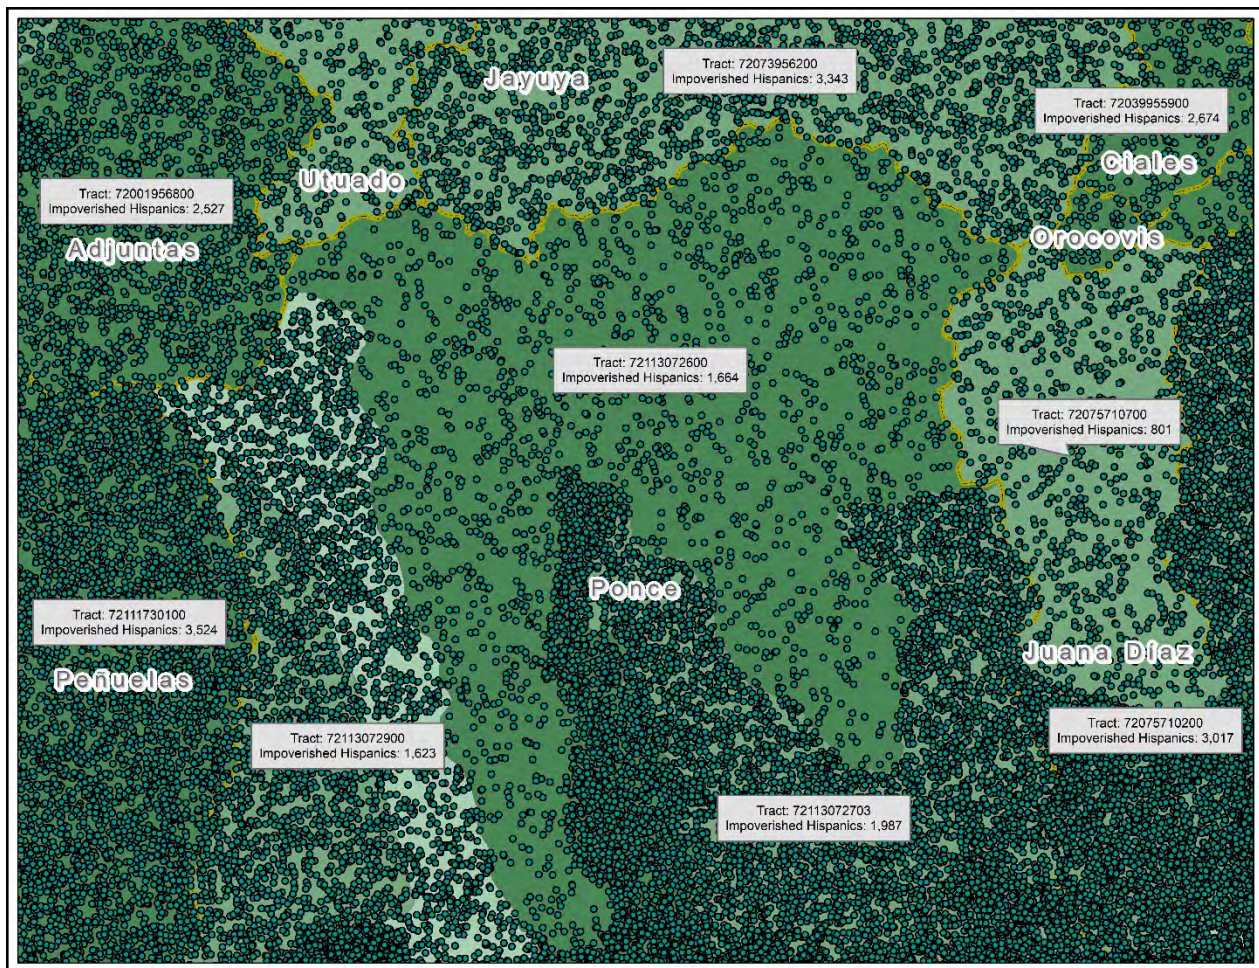 Jayuya
Tract: 72073956200
Impoverished Hispanics: 3,343
Tract: 72039955900
Impoverished Hispanics: 2,674
Ciales
Utuado
Tract: 72001956800
Impoverished Hispanics: 2,527
Adjuntas
Orocovis
Tract: 72113072600
Impoverished Hispanics: 1,664
Tract: 72075710700
Impoverished Hispanics: 801
Ponce
Tract: 72111730100
Impoverished Hispanics: 3,524
Peñuelas
Juana Díaz
Tract: 72113072900
Impoverished Hispanics: 1,623
Tract: 72075710200
Impoverished Hispanics: 3,017
Tract: 72113072703
Impoverished Hispanics: 1,987